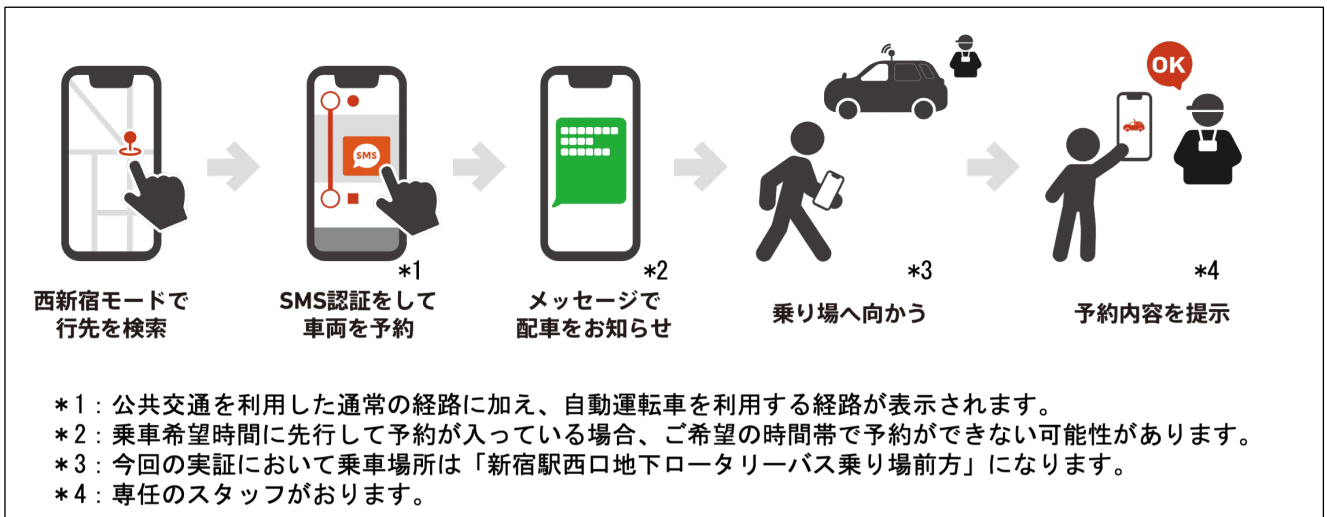 SMS
OK
*1
*2
*3
*4
西新宿モードで
行先を検索
SMS認証をして
車両を予約
メッセージで
配車をお知らせ
乗り場へ向かう
予約内容を提示
*1：公共交通を利用した通常の経路に加え、自動運転車を利用する経路が表示されます。
*2：乗車希望時間に先行して予約が入っている場合、ご希望の時間帯で予約ができない可能性があります。
*3：今回の実証において乗車場所は「新宿駅西口地下ロータリーバス乗り場前方」になります。
*4：専任のスタッフがおります。